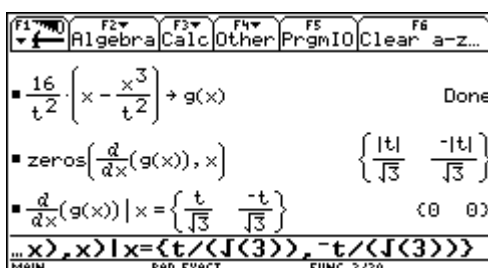 F1 F2▼ F3▼ F4▼ F5 F6
▼ Algebra Calc Other PrgmIO Clear a-z…
▪ 16/t² · (x − x³/t²) → g(x) Done
▪ zeros(d/dx(g(x)), x) {|t|/√3 -|t|/√3}
▪ d/dx(g(x)) | x = {t/√3 -t/√3} {0 0}
…x),x)|x={t/(√(3)),-t/(√(3))}
MAIN RAD EXACT FUNC 3/30